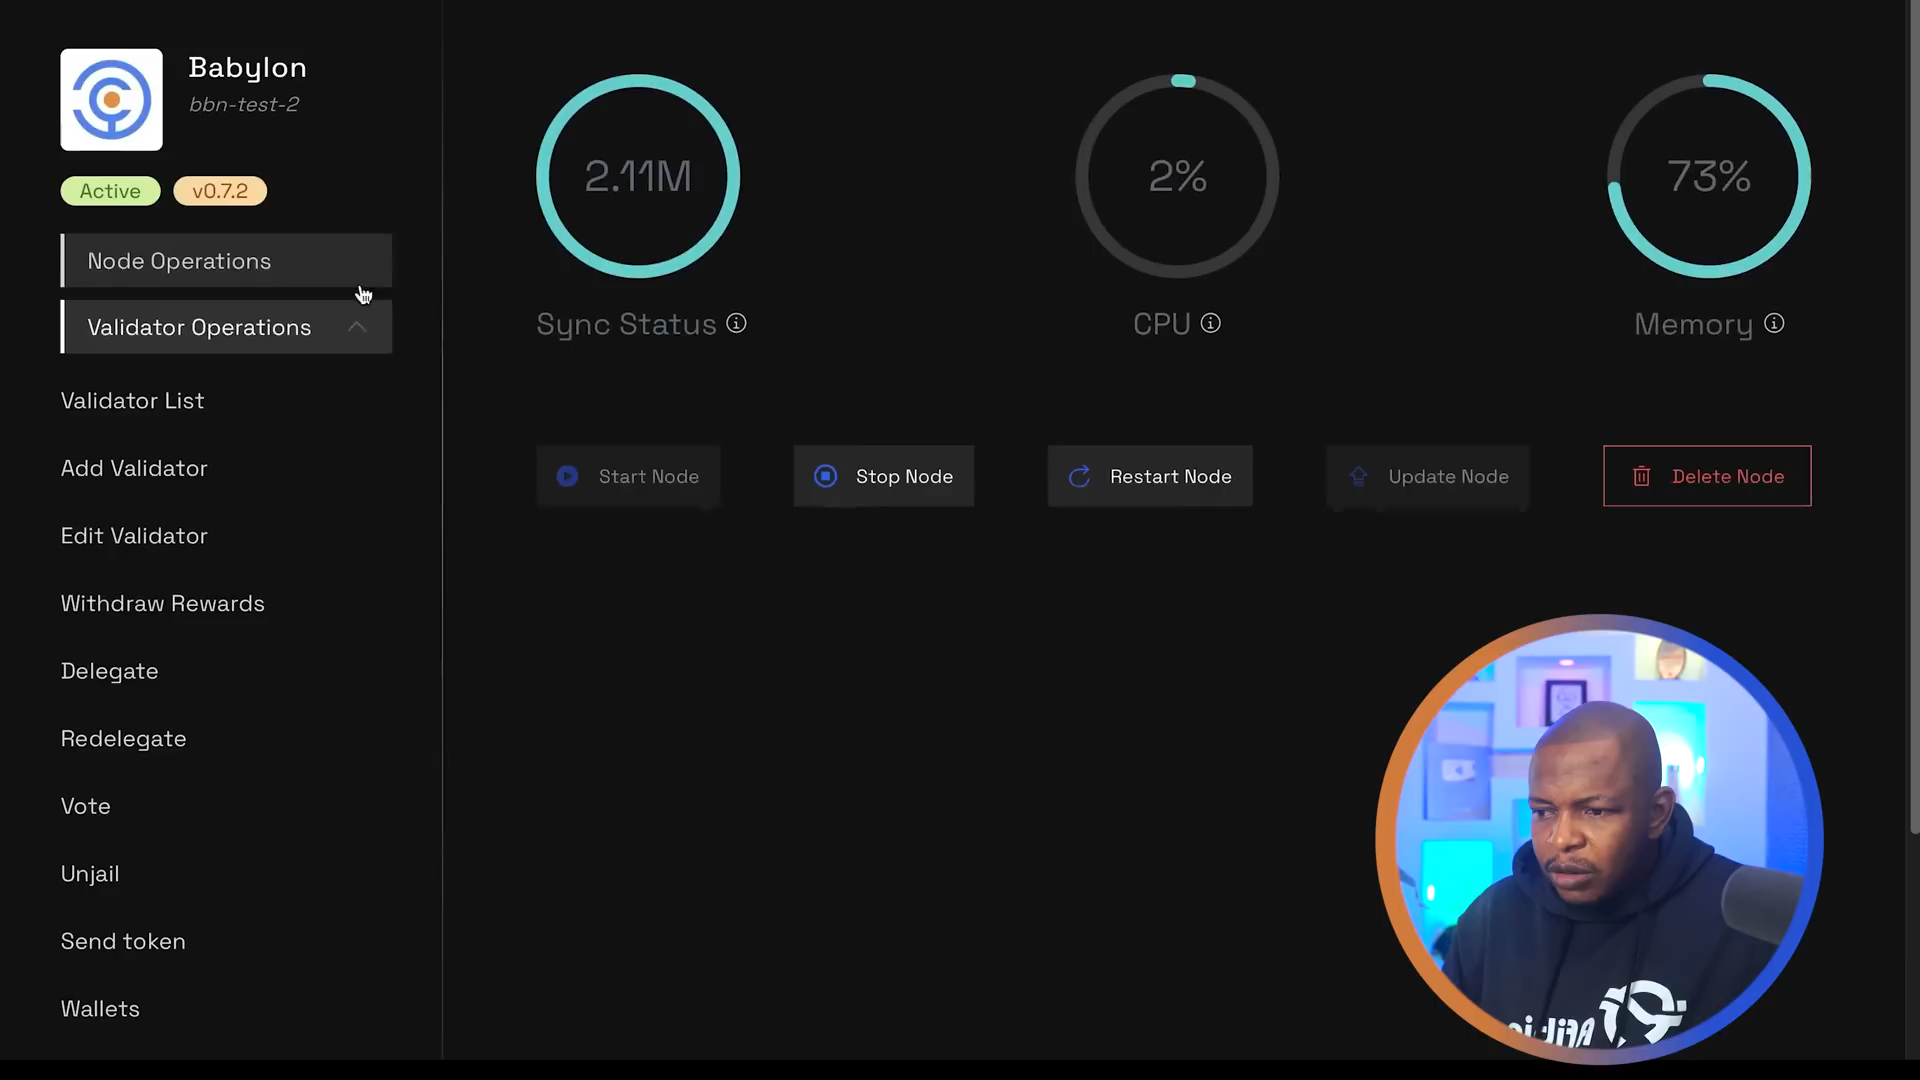 Babylon
bbn-test-2
Active
v0.7.2
Node Operations
Validator Operations
Validator List
Add Validator
Edit Validator
Withdraw Rewards
Delegate
Redelegate
Vote
Unjail
Send token
Wallets
2.11M
2%
73%
Sync Status
CPU
Memory
Start Node
Stop Node
Restart Node
Update Node
Delete Node